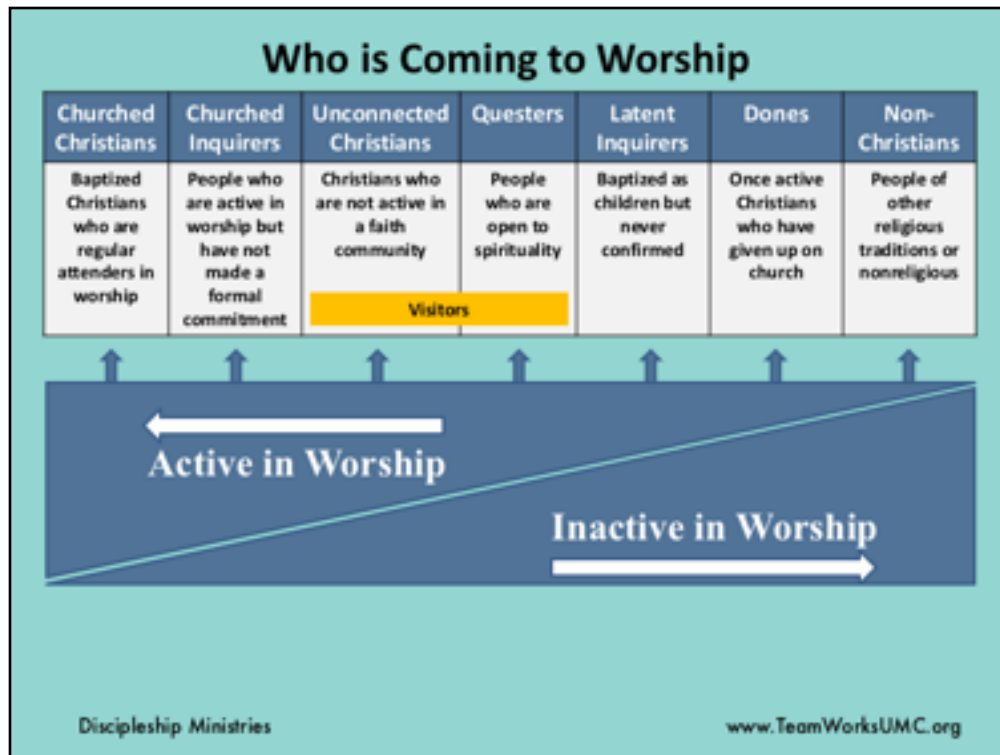 Who is Coming to Worship
Churched
Christians
Churched
Inquirers
Unconnected
Christians
Questers
Latent
Inquirers
Dones
Non-
Christians
Baptized
Christians
who are
regular
attenders in
worship
People who
are active in
worship but
have not
made a
formal
commitment
Christians who
are not active in
a faith
community
People
who are
open to
spirituality
Visitors
Baptized as
children but
never
confirmed
Once active
Christians
who have
given up on
church
People of
other
religious
traditions or
nonreligious
Active in Worship
Inactive in Worship
Discipleship Ministries
www.TeamWorksUMC.org